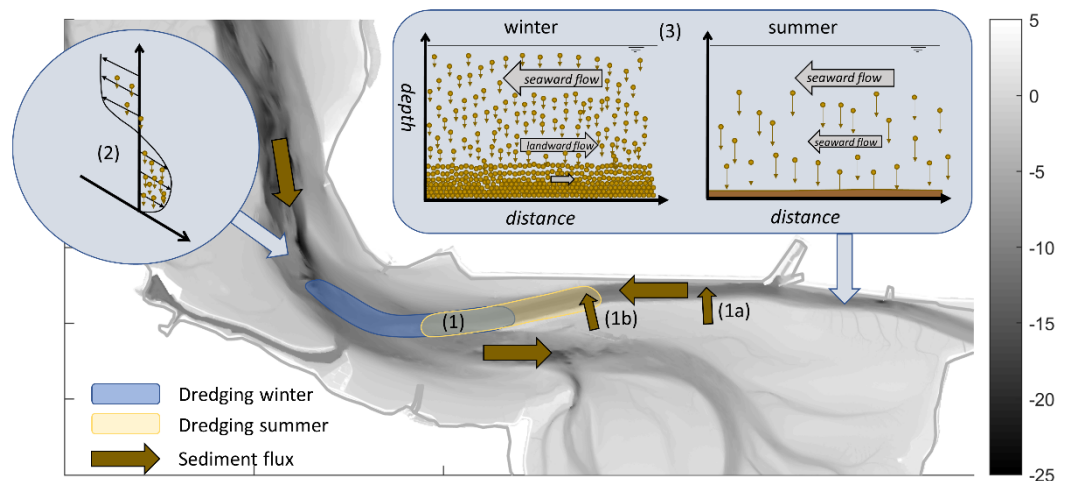 winter
(3)
summer
seaward flow
seaward flow
depth
landward flow
seaward flow
distance
distance
(2)
(1)
(1b)
(1a)
Dredging winter
Dredging summer
Sediment flux
5
0
-5
-10
-15
-20
-25